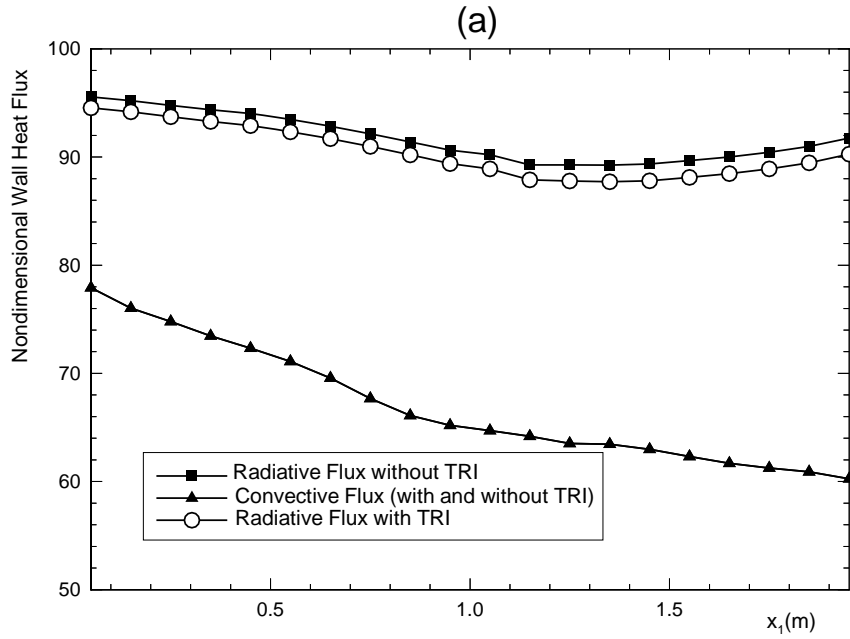 (a)
100
90
80
70
60
50
Nondimensional Wall Heat Flux
Radiative Flux without TRI
Convective Flux (with and without TRI)
Radiative Flux with TRI
0.5
1.0
1.5
x_1(m)